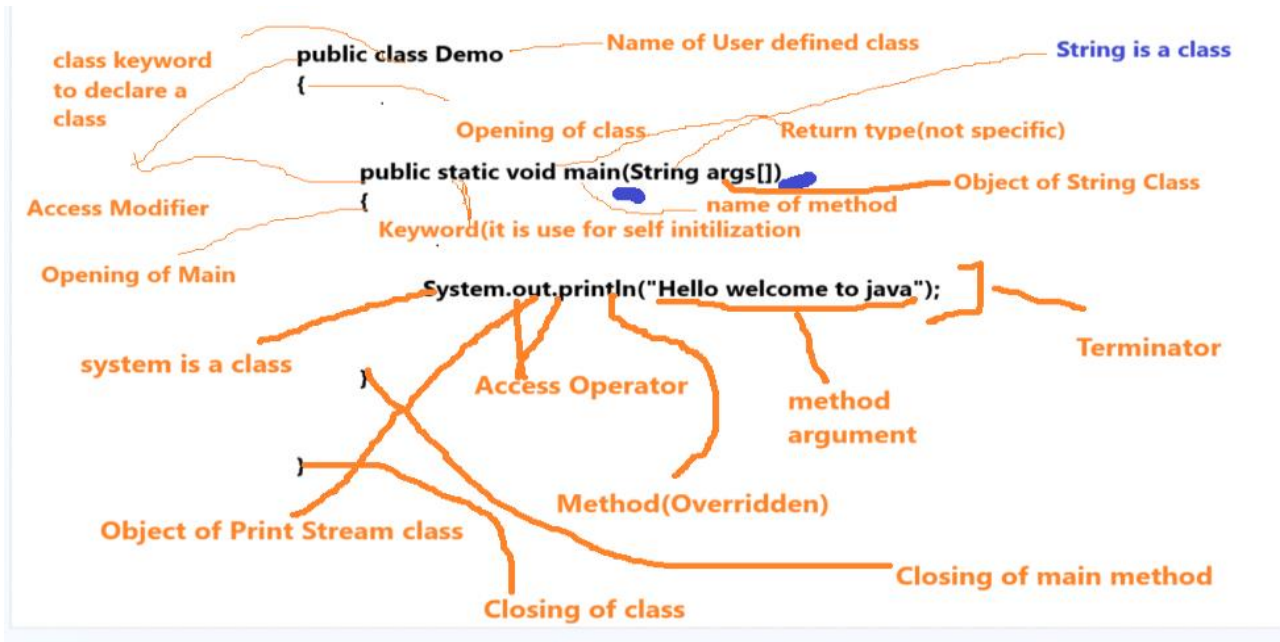 public class Demo
Name of User defined class
String is a class
class keyword
to declare a
class
{
Opening of class
Return type(not specific)
public static void main(String args[])
Object of String Class
Access Modifier
{
name of method
Keyword(it is use for self initilization
Opening of Main
System.out.println("Hello welcome to java");
Terminator
system is a class
}
Access Operator
method
argument
}
Method(Overridden)
Object of Print Stream class
Closing of main method
Closing of class